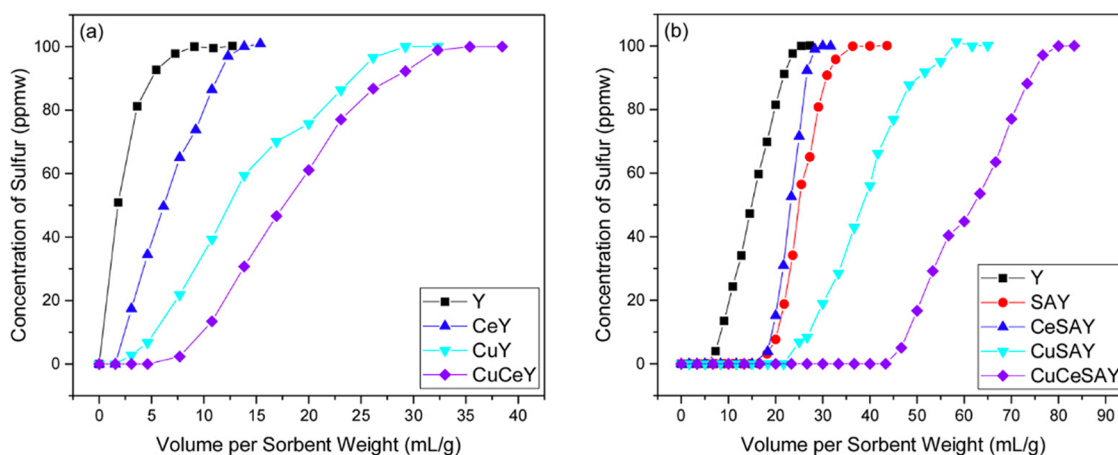 (a)
Concentration of Sulfur (ppmw)
100
80
60
40
20
0
Y
CeY
CuY
CuCeY
0 5 10 15 20 25 30 35 40
Volume per Sorbent Weight (mL/g)
(b)
Concentration of Sulfur (ppmw)
100
80
60
40
20
0
Y
SAY
CeSAY
CuSAY
CuCeSAY
0 10 20 30 40 50 60 70 80 90
Volume per Sorbent Weight (mL/g)